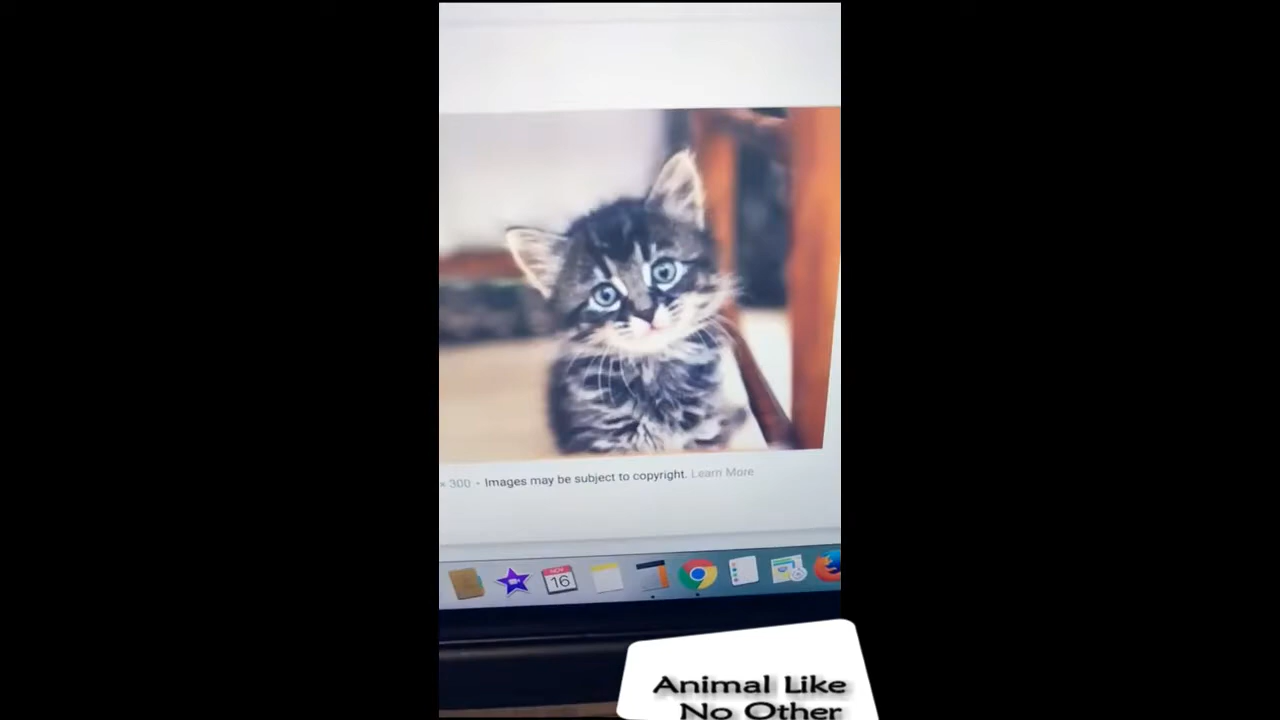 × 300 • Images may be subject to copyright. Learn More
NOV
16
Animal Like
No Other